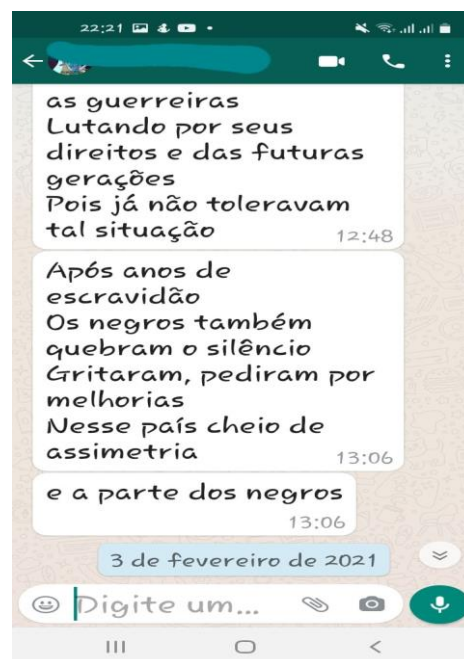 22:21
as guerreiras
Lutando por seus
direitos e das futuras
gerações
Pois já não toleravam
tal situação
12:48
Após anos de
escravidão
Os negros também
quebram o silêncio
Gritaram, pediram por
melhorias
Nesse país cheio de
assimetria
13:06
e a parte dos negros
13:06
3 de fevereiro de 2021
Digite um...